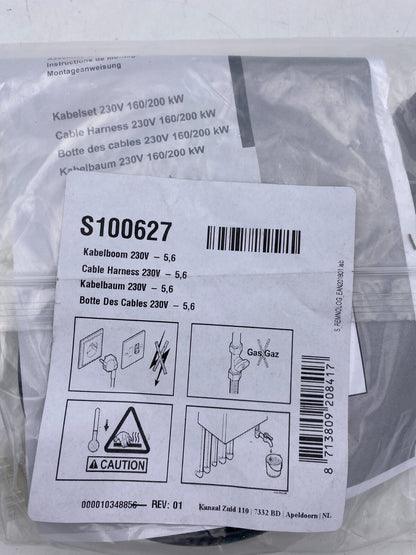 Instructions de montag
Montageanweisung
Kabelset 230V 160/200 kW
Cable Harness 230V 160/200 kW
Botte des cables 230V 160/200 kW
Kabelbaum 230V 160/200 kW
S100627
Kabelboom 230V - 5,6
Cable Harness 230V - 5,6
Kabelbaum 230V - 5,6
Botte Des Cables 230V - 5,6
Gas Gaz
CAUTION
000010348856 REV: 01
Kanaal Zuid 110 | 7332 BD | Apeldoorn | NL
8 713809 208417